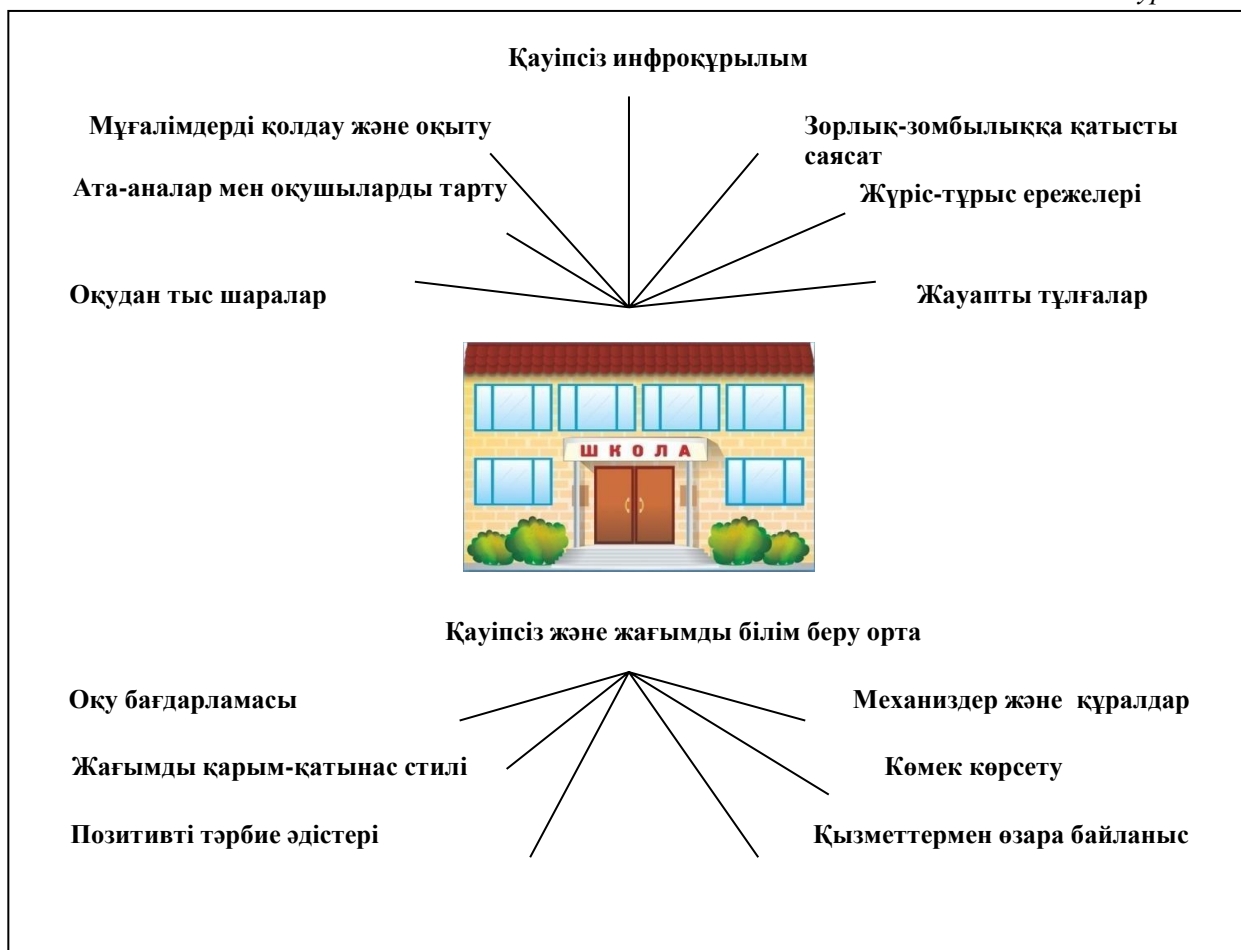 Қауіпсіз инфроқұрылым
Мұғалімдерді қолдау және оқыту
Зорлық-зомбылыққа қатысты
саясат
Ата-аналар мен оқушыларды тарту
Жүріс-тұрыс ережелері
Оқудан тыс шаралар
Жауапты тұлғалар
ШКОЛА
Қауіпсіз және жағымды білім беру орта
Оқу бағдарламасы
Механиздер және құралдар
Жағымды қарым-қатынас стилі
Көмек көрсету
Позитивті тәрбие әдістері
Қызметтермен өзара байланыс